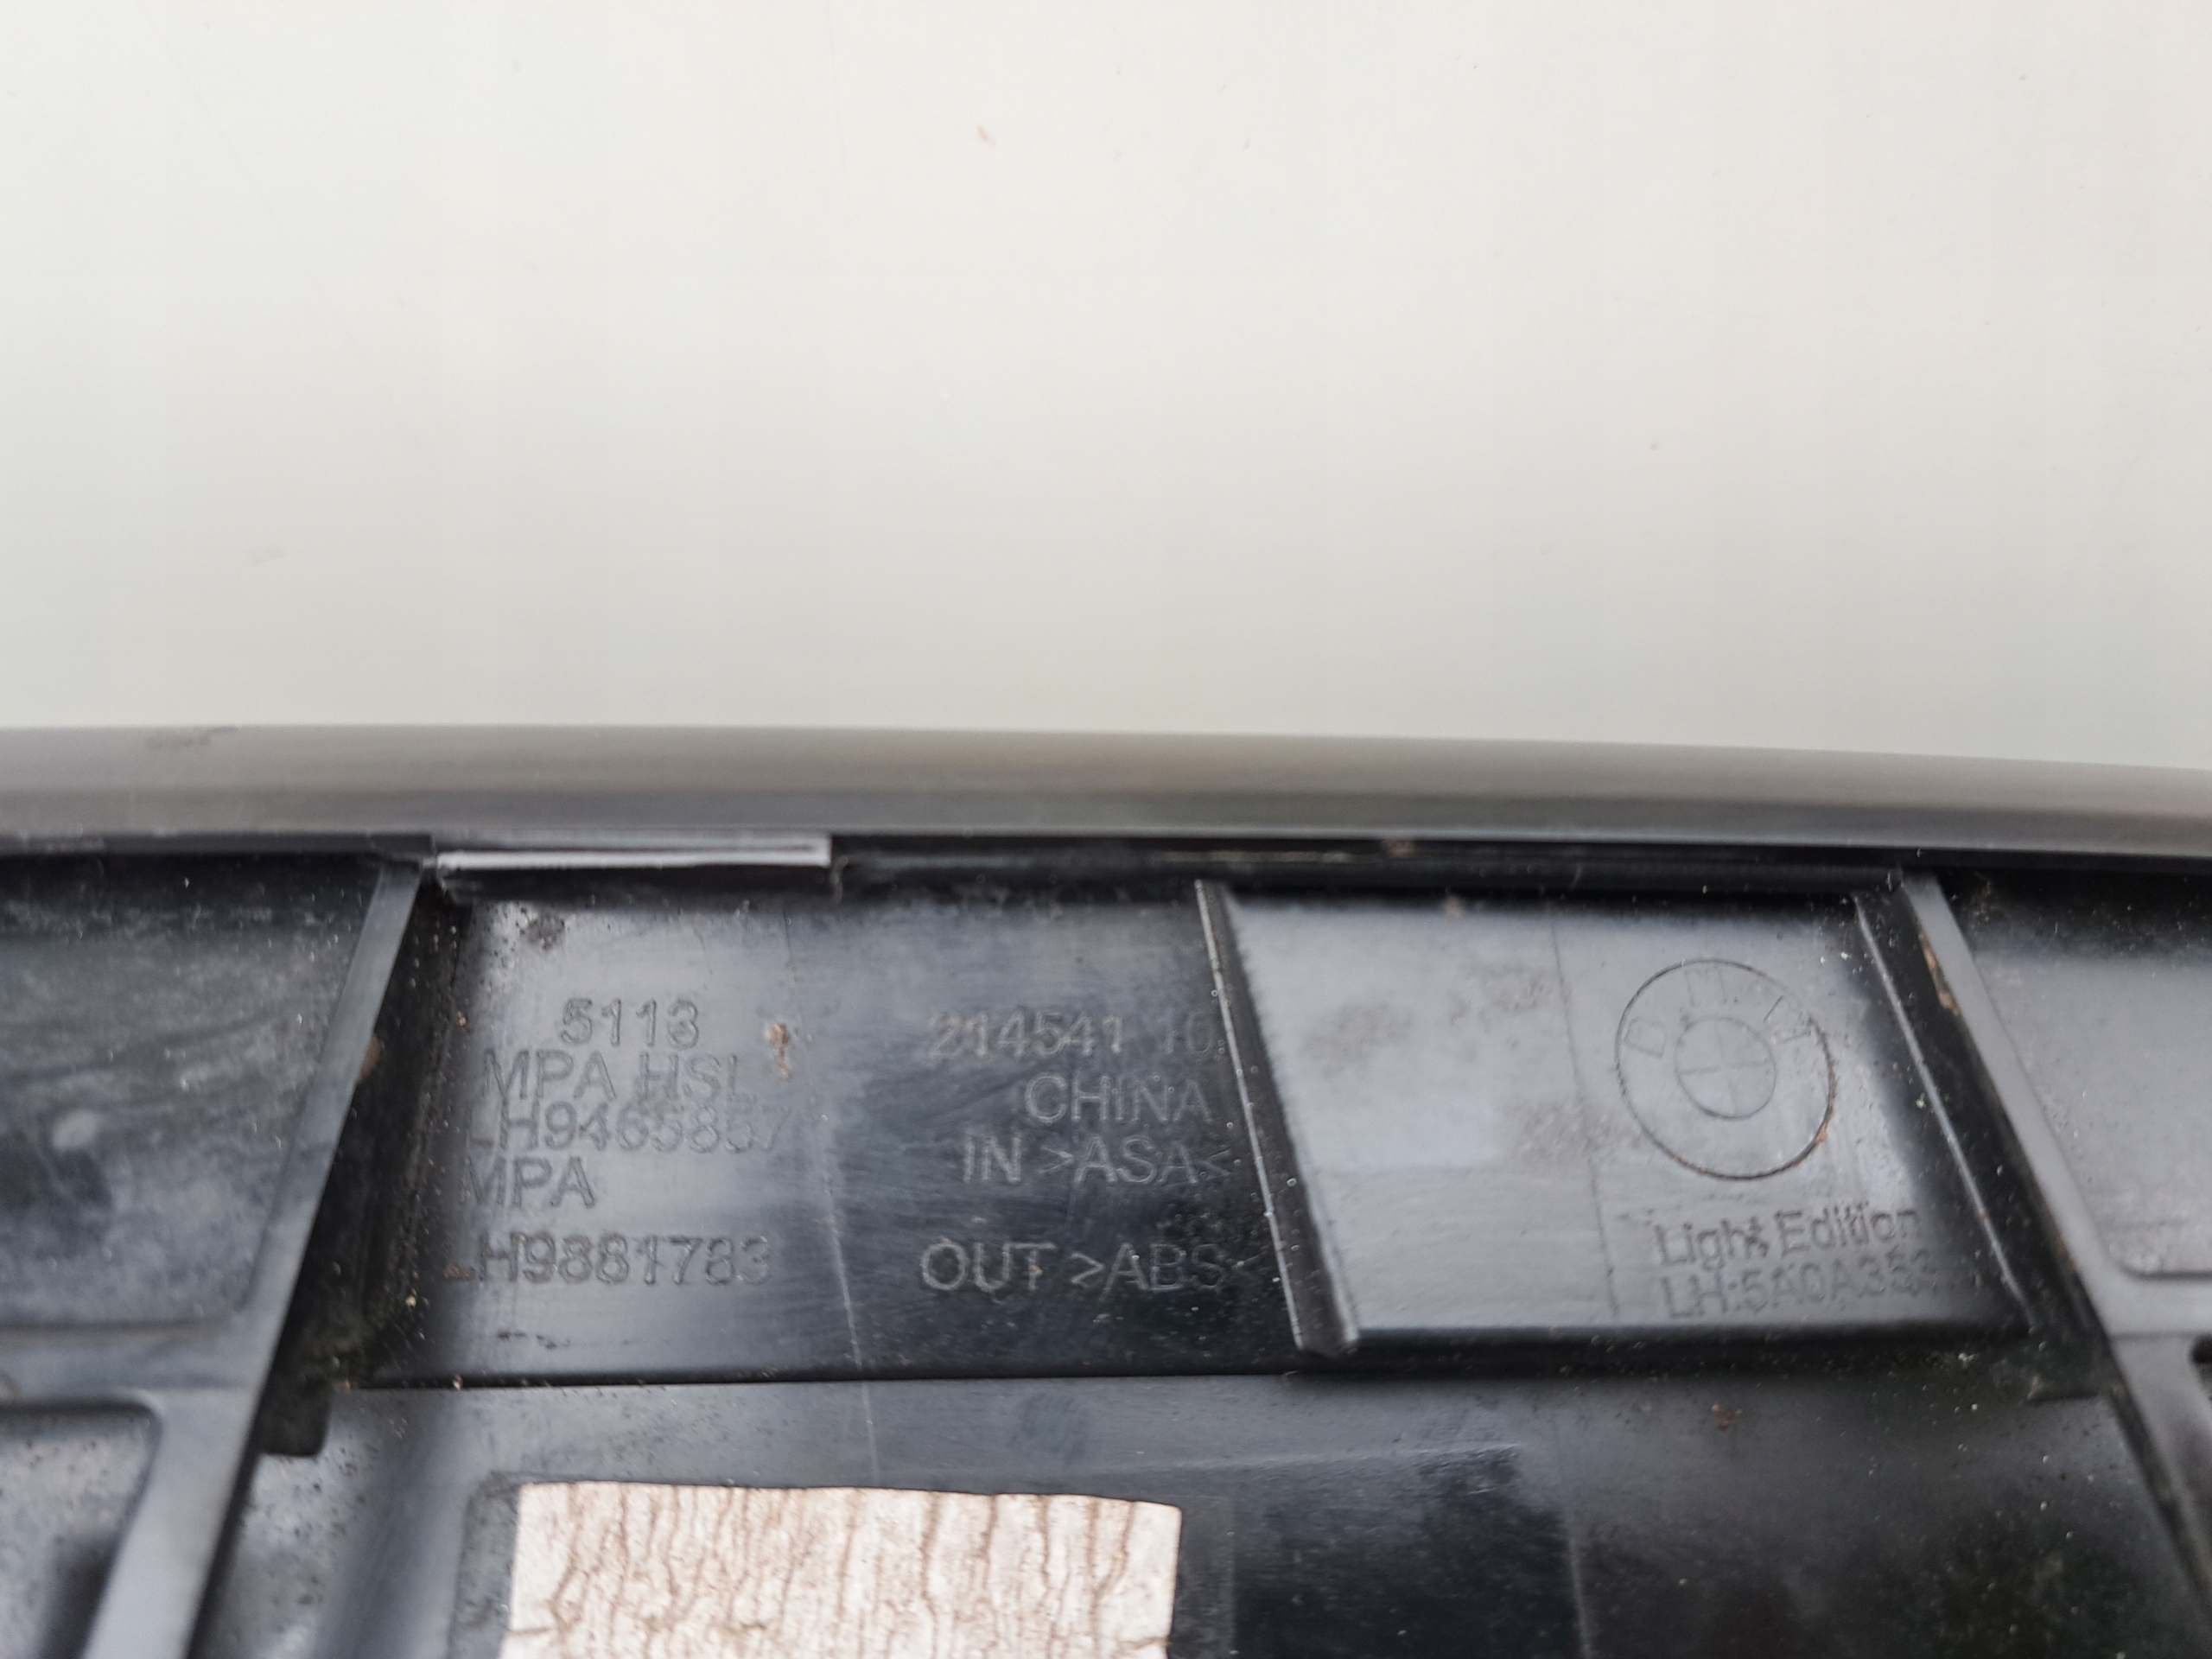 5113
MPA HSL
LH9465857
MPA
LH9881783
214541 10
CHINA
IN >ASA<
OUT >ABS<
BMW
Light Edition
LH:5A0A353